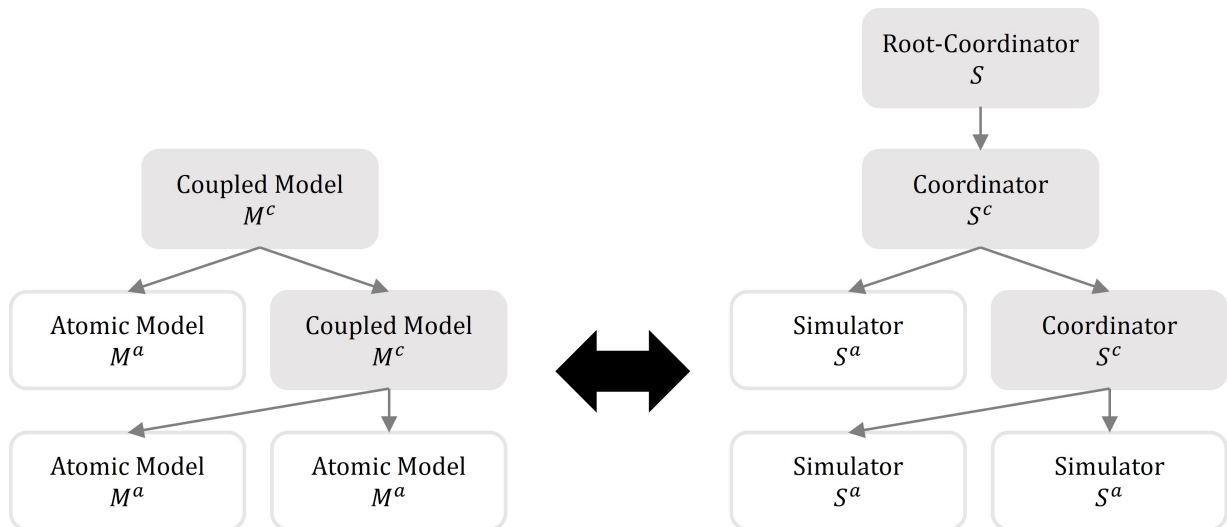 Root-Coordinator
S
Coupled Model
M^c
Coordinator
S^c
Atomic Model
M^a
Coupled Model
M^c
Simulator
S^a
Coordinator
S^c
Atomic Model
M^a
Atomic Model
M^a
Simulator
S^a
Simulator
S^a